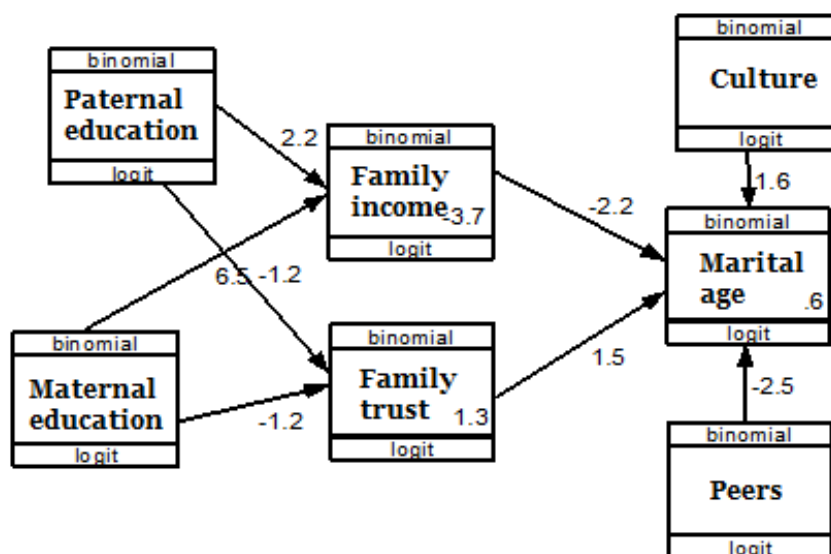 binomial
Paternal
education
logit
2.2
binomial
Family
income
-3.7
logit
-2.2
binomial
Culture
logit
1.6
binomial
Marital
age
.6
logit
6.5
-1.2
binomial
Maternal
education
logit
-1.2
binomial
Family
trust
1.3
logit
1.5
-2.5
binomial
Peers
logit